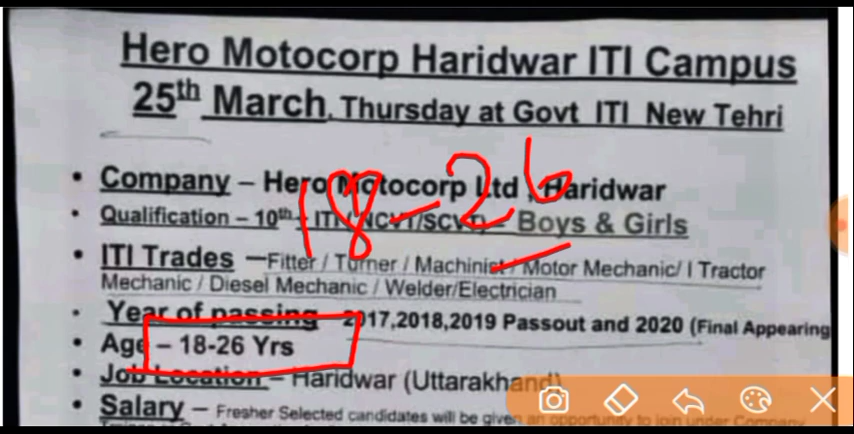 Hero Motocorp Haridwar ITI Campus
25th March, Thursday at Govt ITI New Tehri
• Company – Hero Motocorp Ltd, Haridwar
• Qualification – 10th + ITI (NCVT/SCVT) – Boys & Girls
18-26
• ITI Trades – Fitter / Turner / Machinist / Motor Mechanic/ I Tractor
Mechanic / Diesel Mechanic / Welder/Electrician
• Year of passing 2017,2018,2019 Passout and 2020 (Final Appearing
• Age – 18-26 Yrs
• Job Location – Haridwar (Uttarakhand)
• Salary – Fresher Selected candidates will be given an opportunity to join under Company